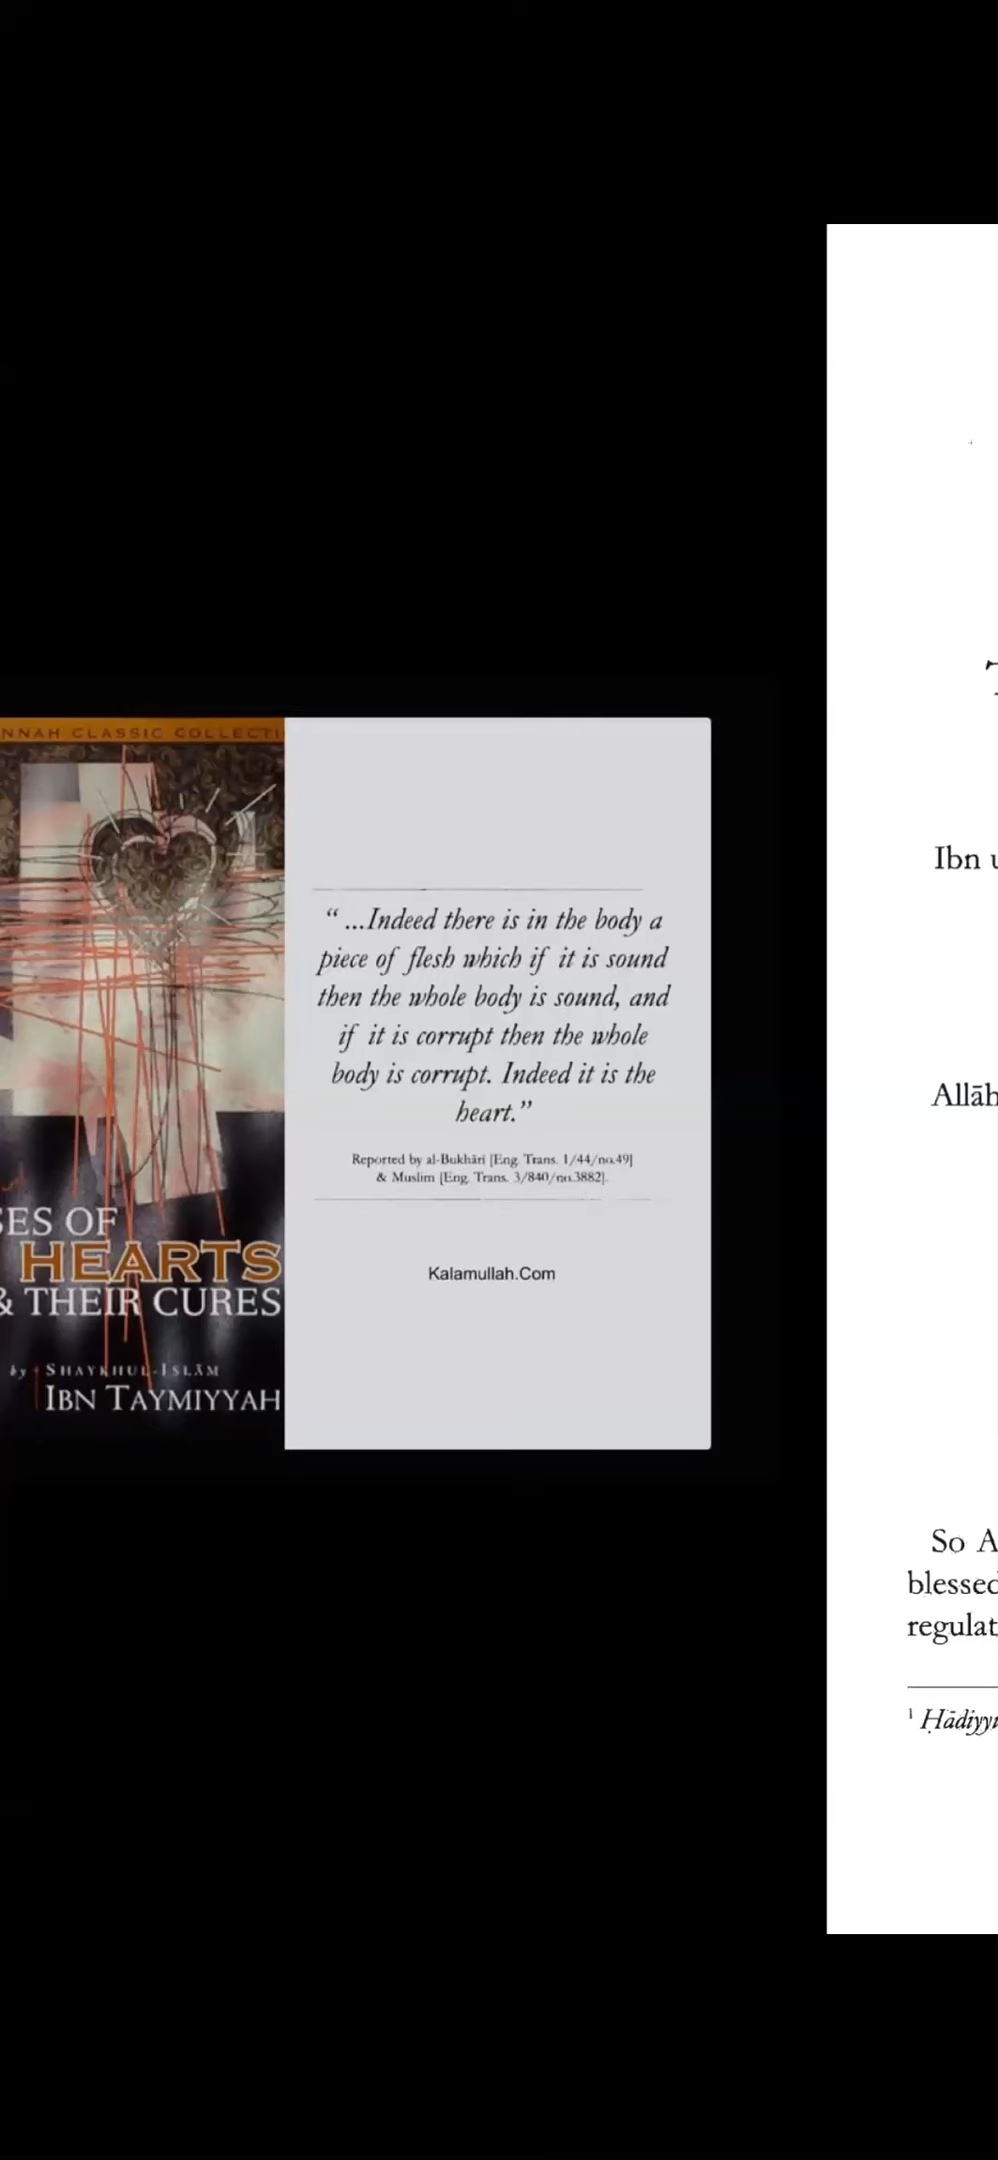 CLASSIC COLLECTI
OF
HEARTS
& THEIR CURES
by SHAYKHUL-ISLĀM
IBN TAYMIYYAH
“ ...Indeed there is in the body a
piece of flesh which if it is sound
then the whole body is sound, and
if it is corrupt then the whole
body is corrupt. Indeed it is the
heart.”
Reported by al-Bukhāri [Eng. Trans. 1/44/no.49]
& Muslim [Eng. Trans. 3/840/no.3882].
Kalamullah.Com
Ibn
Allāh
So A
blessed
regulat
1 Ḥādiyy